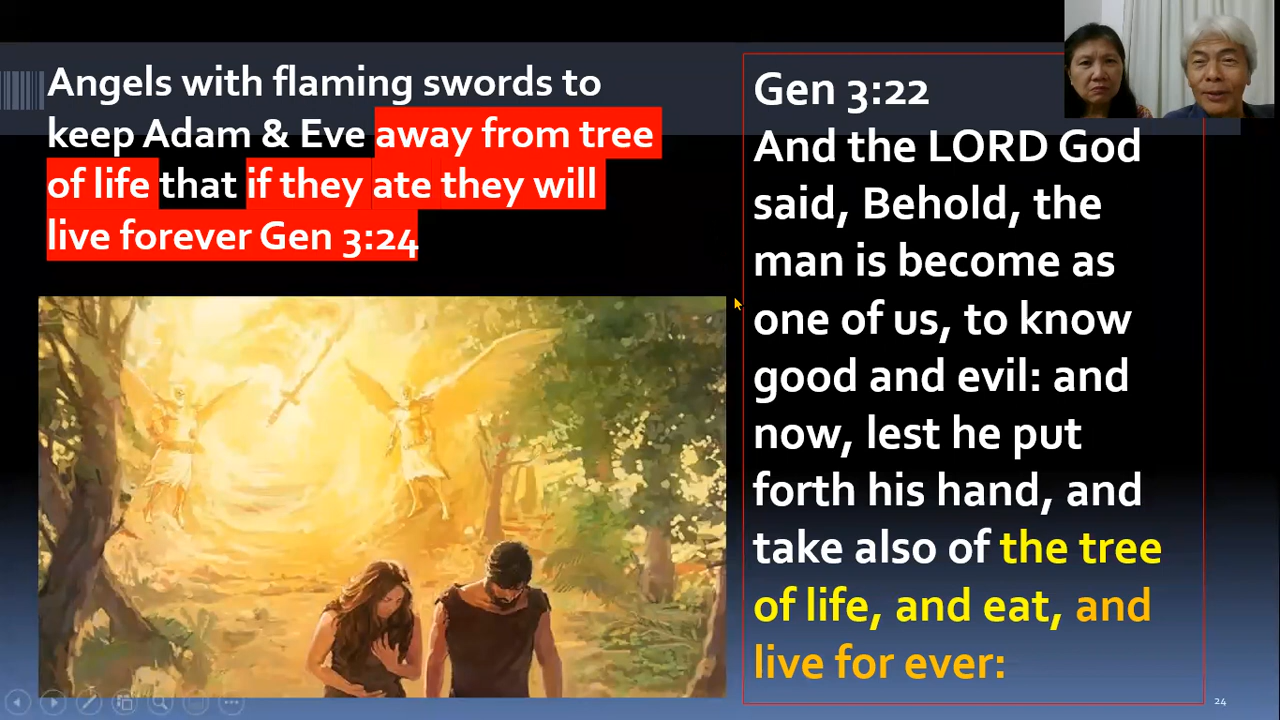 Angels with flaming swords to
keep Adam & Eve away from tree
of life that if they ate they will
live forever Gen 3:24
Gen 3:22
And the LORD God
said, Behold, the
man is become as
one of us, to know
good and evil: and
now, lest he put
forth his hand, and
take also of the tree
of life, and eat, and
live for ever:
24